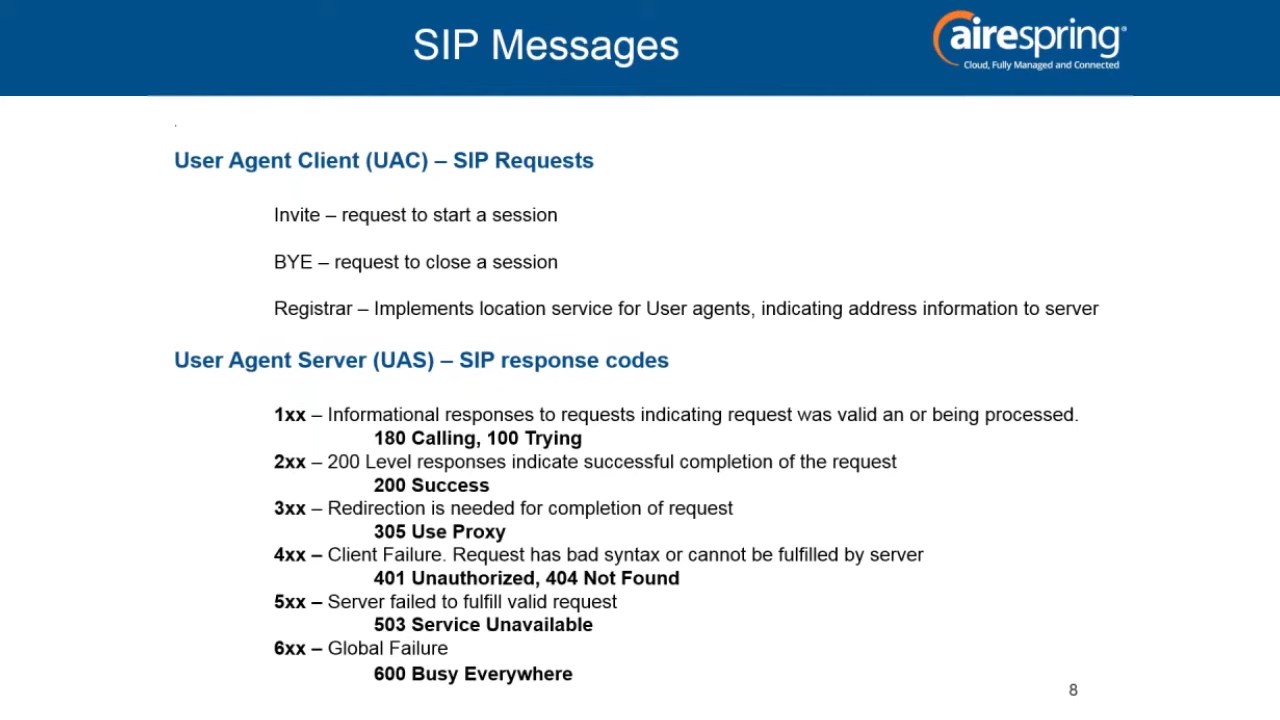 SIP Messages
airespring
Cloud, Fully Managed and Connected
.
User Agent Client (UAC) – SIP Requests
Invite – request to start a session
BYE – request to close a session
Registrar – Implements location service for User agents, indicating address information to server
User Agent Server (UAS) – SIP response codes
1xx – Informational responses to requests indicating request was valid an or being processed.
180 Calling, 100 Trying
2xx – 200 Level responses indicate successful completion of the request
200 Success
3xx – Redirection is needed for completion of request
305 Use Proxy
4xx – Client Failure. Request has bad syntax or cannot be fulfilled by server
401 Unauthorized, 404 Not Found
5xx – Server failed to fulfill valid request
503 Service Unavailable
6xx – Global Failure
600 Busy Everywhere
8